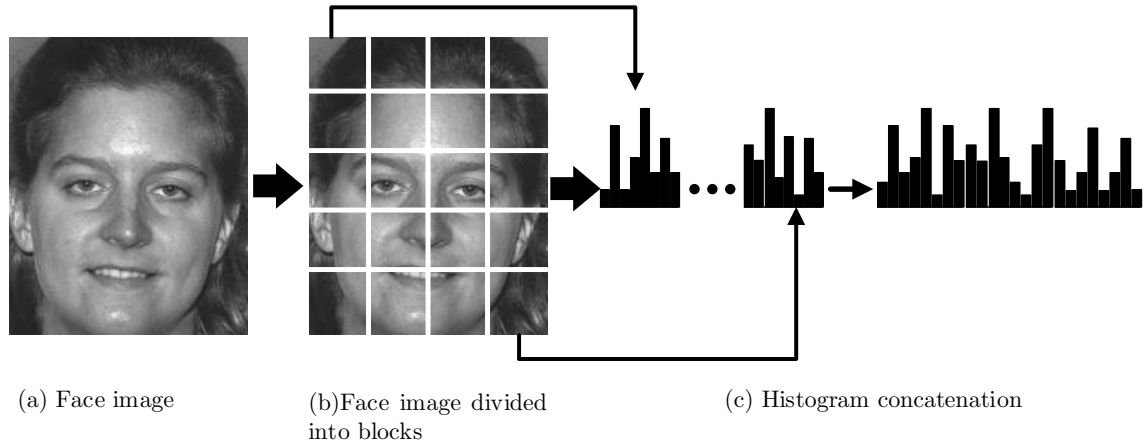 (a) Face image
(b)Face image divided
into blocks
(c) Histogram concatenation